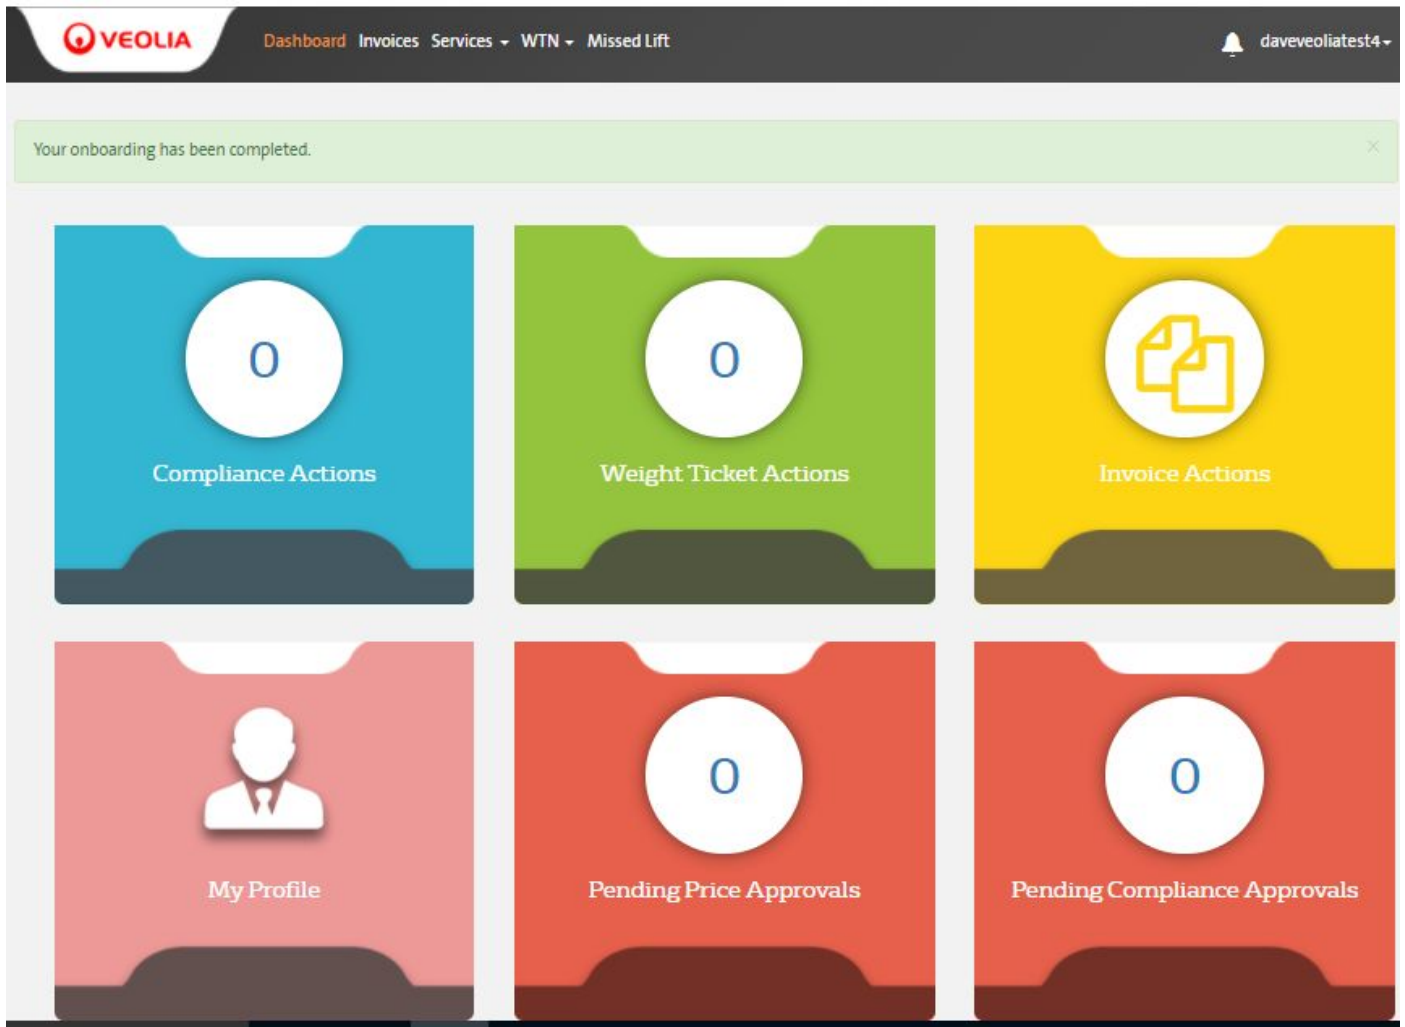 VEOLIA
Dashboard Invoices Services WTN Missed Lift
daveveoliatest4
Your onboarding has been completed.
×
0
0
Compliance Actions
Weight Ticket Actions
Invoice Actions
0
0
My Profile
Pending Price Approvals
Pending Compliance Approvals